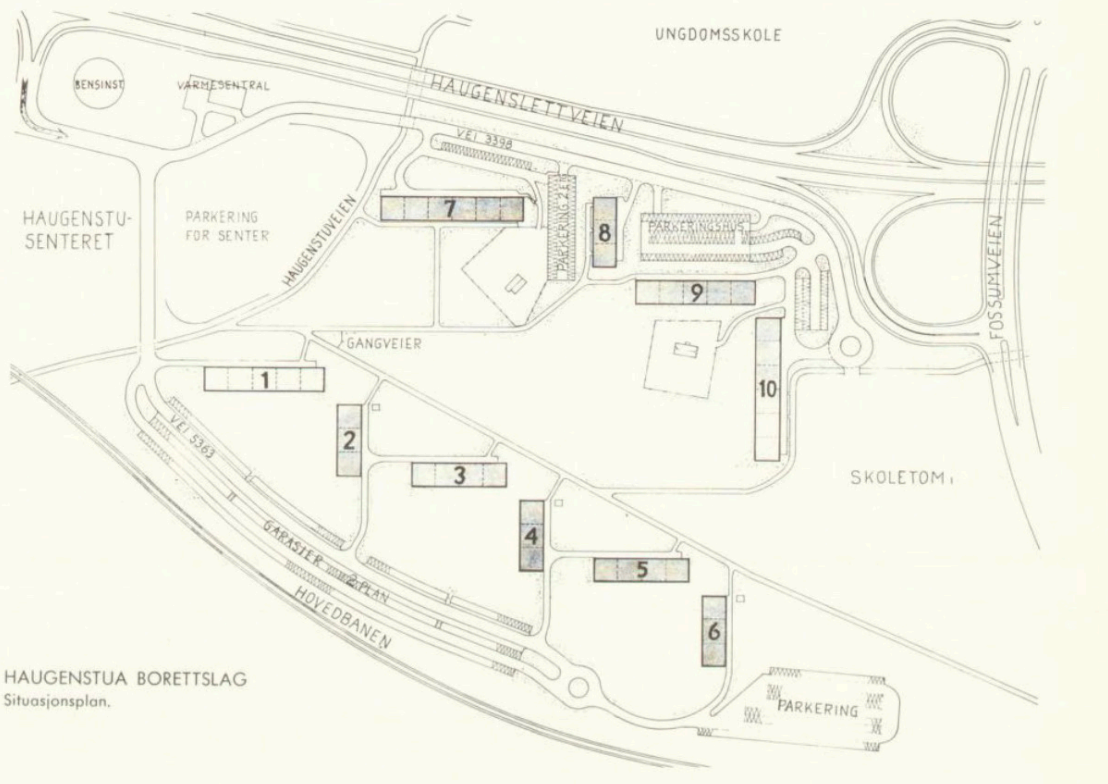 UNGDOMSSKOLE
BENSINST
VARMESENTRAL
HAUGENSLETTVEIEN
VEI 5398
HAUGENSTU-
SENTERET
PARKERING
FOR SENTER
HAUGENSTUVEIEN
7
PARKERING 2 ET
8
PARKERINGSHUS
9
FOSSUMVEIEN
GANGVEIER
1
10
2
VEI 5363
3
SKOLETOMT
4
GARASJER 2 PLAN
5
HOVEDBANEN
6
HAUGENSTUA BORETTSLAG
Situasjonsplan.
PARKERING